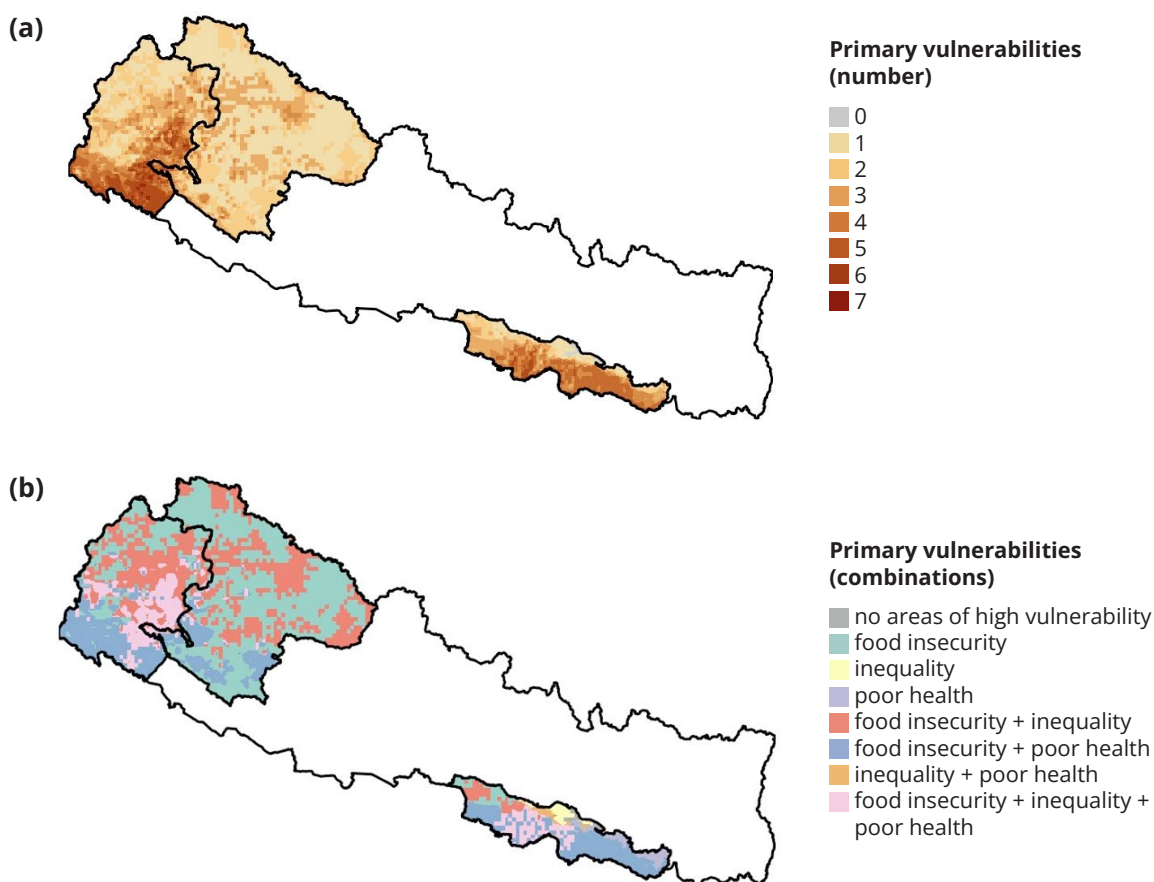 (a)
Primary vulnerabilities
(number)
0
1
2
3
4
5
6
7
(b)
Primary vulnerabilities
(combinations)
no areas of high vulnerability
food insecurity
inequality
poor health
food insecurity + inequality
food insecurity + poor health
inequality + poor health
food insecurity + inequality +
poor health